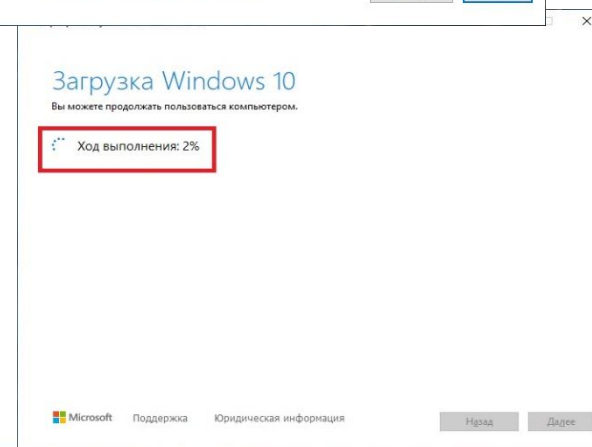 Загрузка Windows 10
Вы можете продолжать пользоваться компьютером.
Ход выполнения: 2%
Microsoft Поддержка Юридическая информация Назад Далее